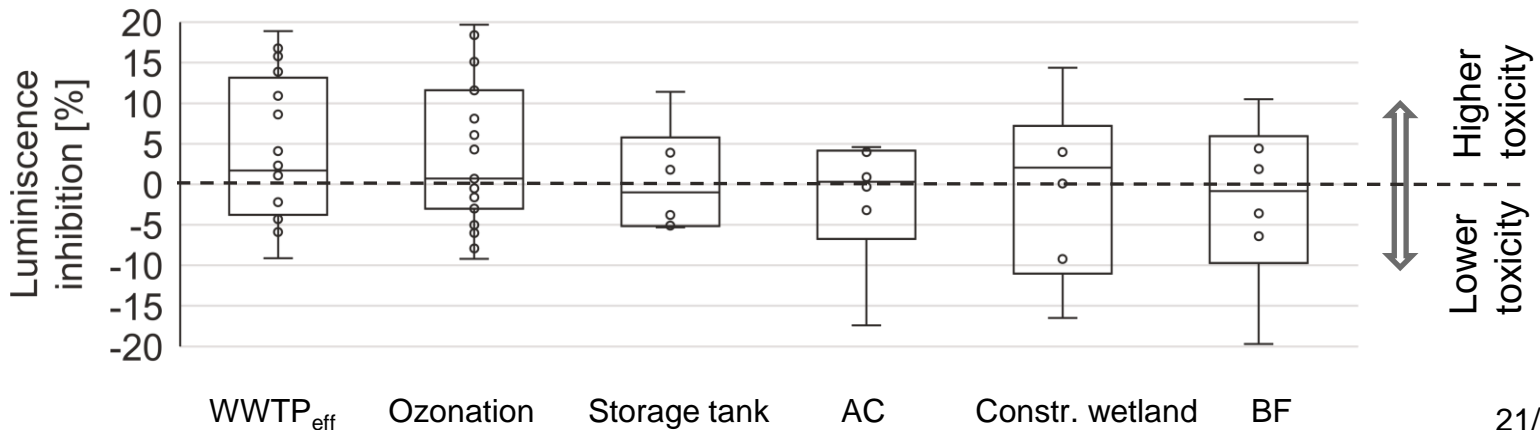 Luminiscence
inhibition [%]
20
15
10
5
0
-5
-10
-15
-20
WWTPeff
Ozonation
Storage tank
AC
Constr. wetland
BF
Higher
toxicity
Lower
toxicity
21/